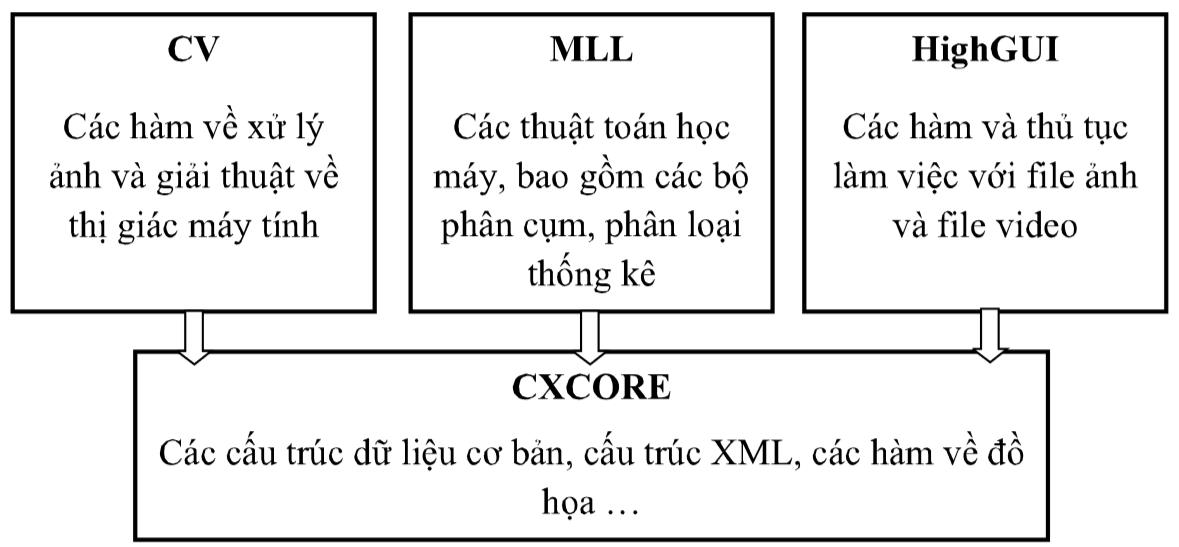 CV
Các hàm về xử lý
ảnh và giải thuật về
thị giác máy tính
MLL
Các thuật toán học
máy, bao gồm các bộ
phân cụm, phân loại
thống kê
HighGUI
Các hàm và thủ tục
làm việc với file ảnh
và file video
CXCORE
Các cấu trúc dữ liệu cơ bản, cấu trúc XML, các hàm về đồ
họa …